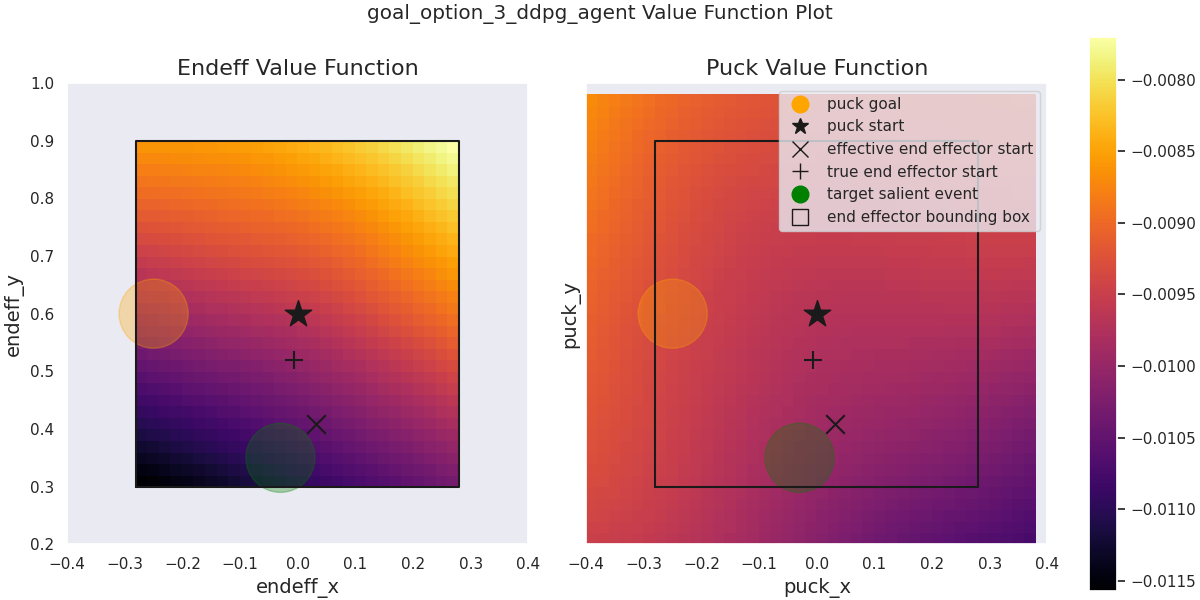 goal_option_3_ddpg_agent Value Function Plot
Endeff Value Function
1.0
0.9
0.8
0.7
0.6
0.5
0.4
0.3
0.2
endeff_y
−0.4 −0.3 −0.2 −0.1 0.0 0.1 0.2 0.3 0.4
endeff_x
Puck Value Function
puck goal
puck start
effective end effector start
true end effector start
target salient event
end effector bounding box
puck_y
−0.4 −0.3 −0.2 −0.1 0.0 0.1 0.2 0.3 0.4
puck_x
−0.0080
−0.0085
−0.0090
−0.0095
−0.0100
−0.0105
−0.0110
−0.0115